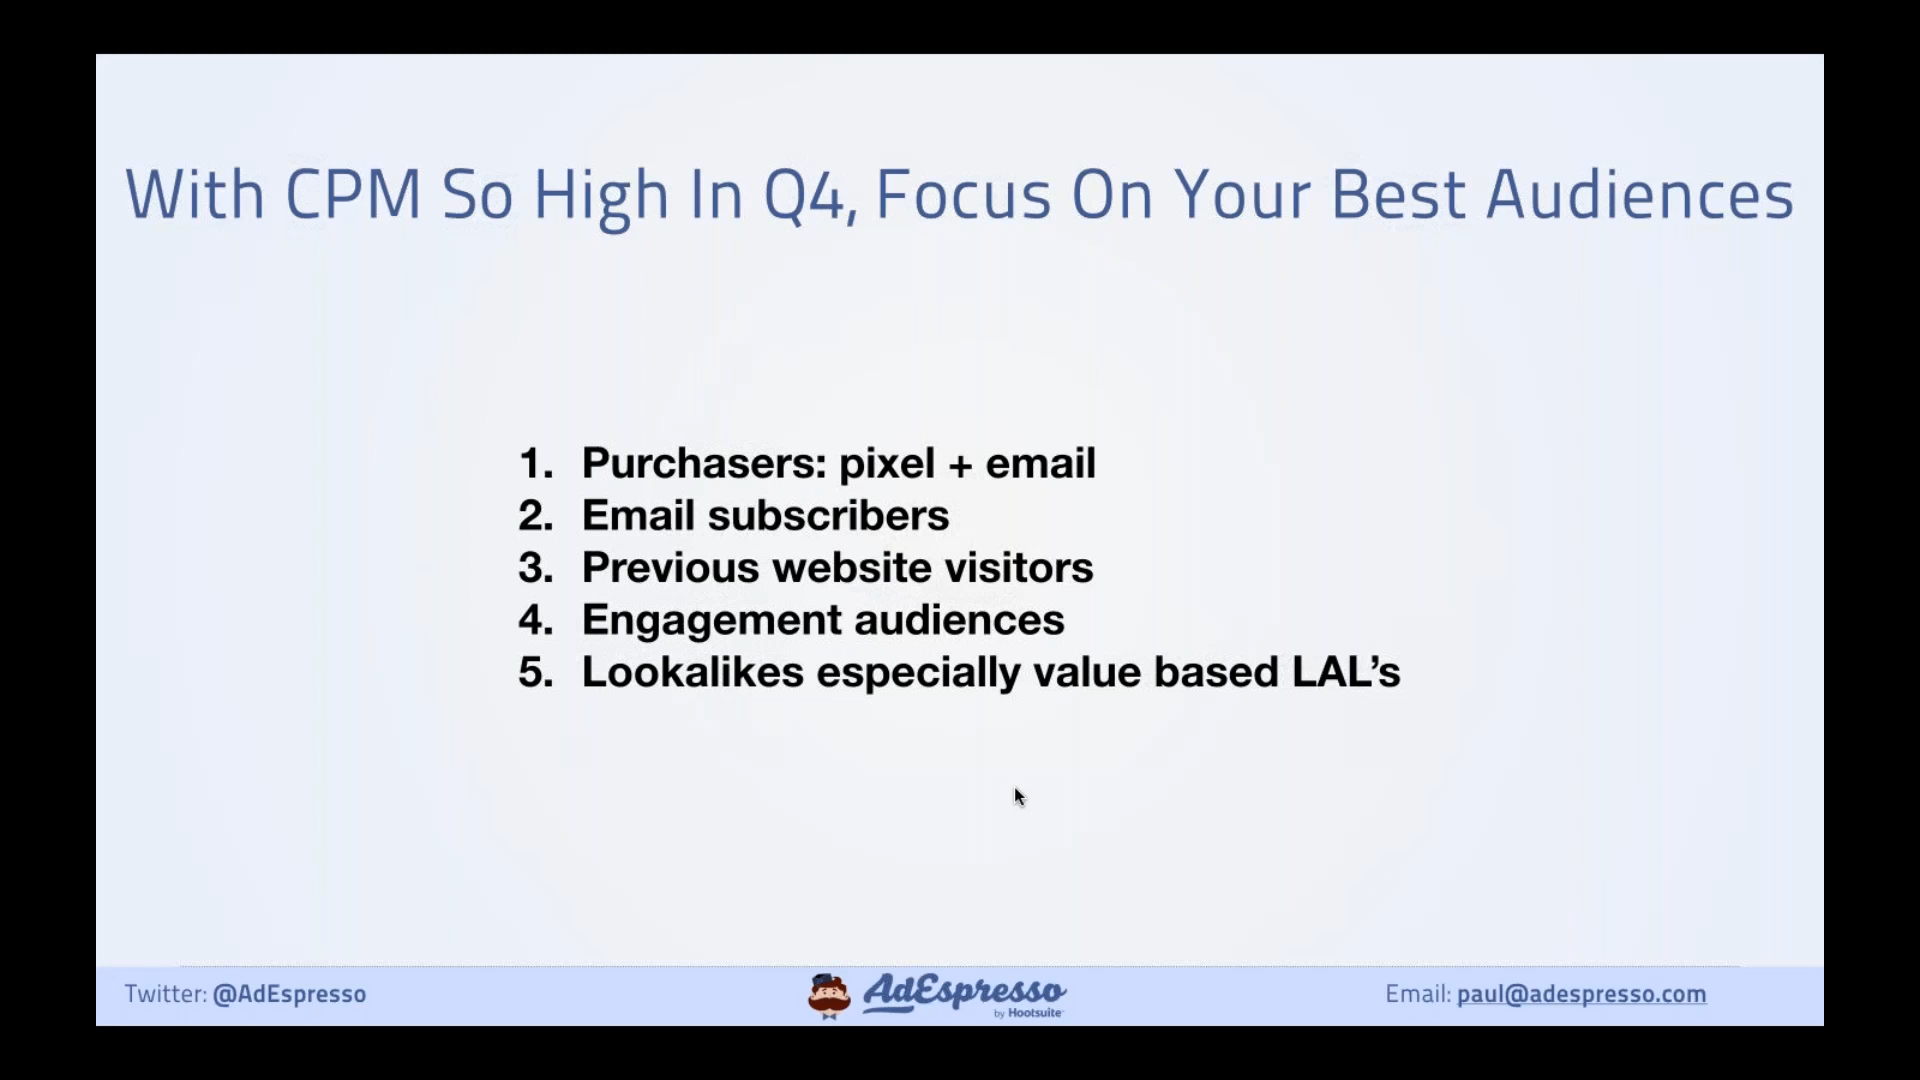 With CPM So High In Q4, Focus On Your Best Audiences
1. Purchasers: pixel + email
2. Email subscribers
3. Previous website visitors
4. Engagement audiences
5. Lookalikes especially value based LAL’s
Twitter: @AdEspresso
AdEspresso
by Hootsuite
Email: paul@adespresso.com